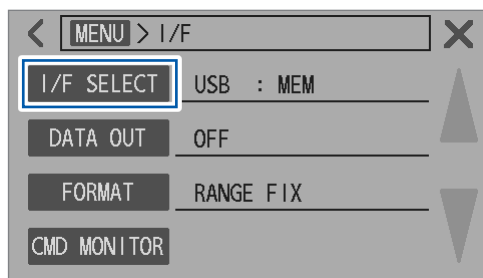 MENU > I/F
I/F SELECT USB : MEM
DATA OUT OFF
FORMAT RANGE FIX
CMD MONITOR